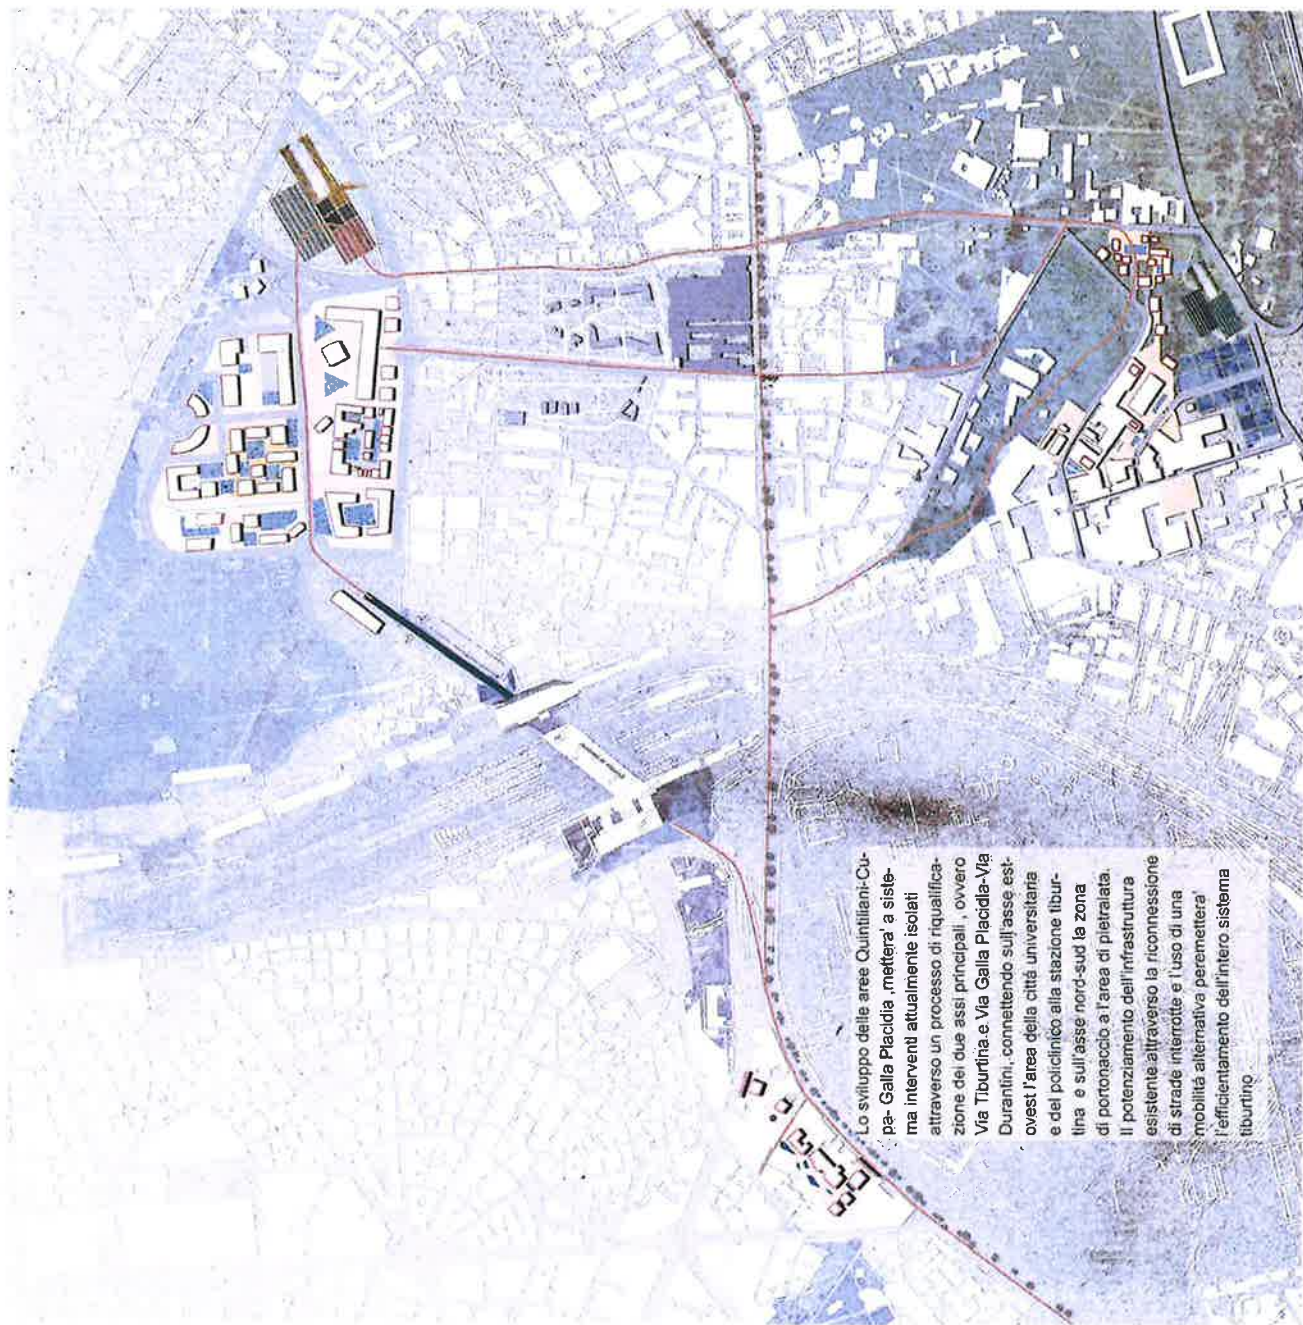 Lo sviluppo delle aree Quintiliani-Cu-
pa- Galla Placidia ,mettera' a siste-
ma interventi attualmente isolati
attraverso un processo di riqualifica-
zione dei due assi principali , ovvero
Via Tiburtina e Via Galla Placidia-Via
Durantini, connettendo sull'asse est-
ovest l'area della città universitaria
e del policlinico alla stazione tibur-
tina e sull'asse nord-sud la zona
di portonaccio a l'area di pietralata.
Il potenziamento dell'infrastruttura
esistente attraverso la riconnessione
di strade interrotte e l'uso di una
mobilità alternativa peremettera'
l'efficientamento dell'intero sistema
tiburtino